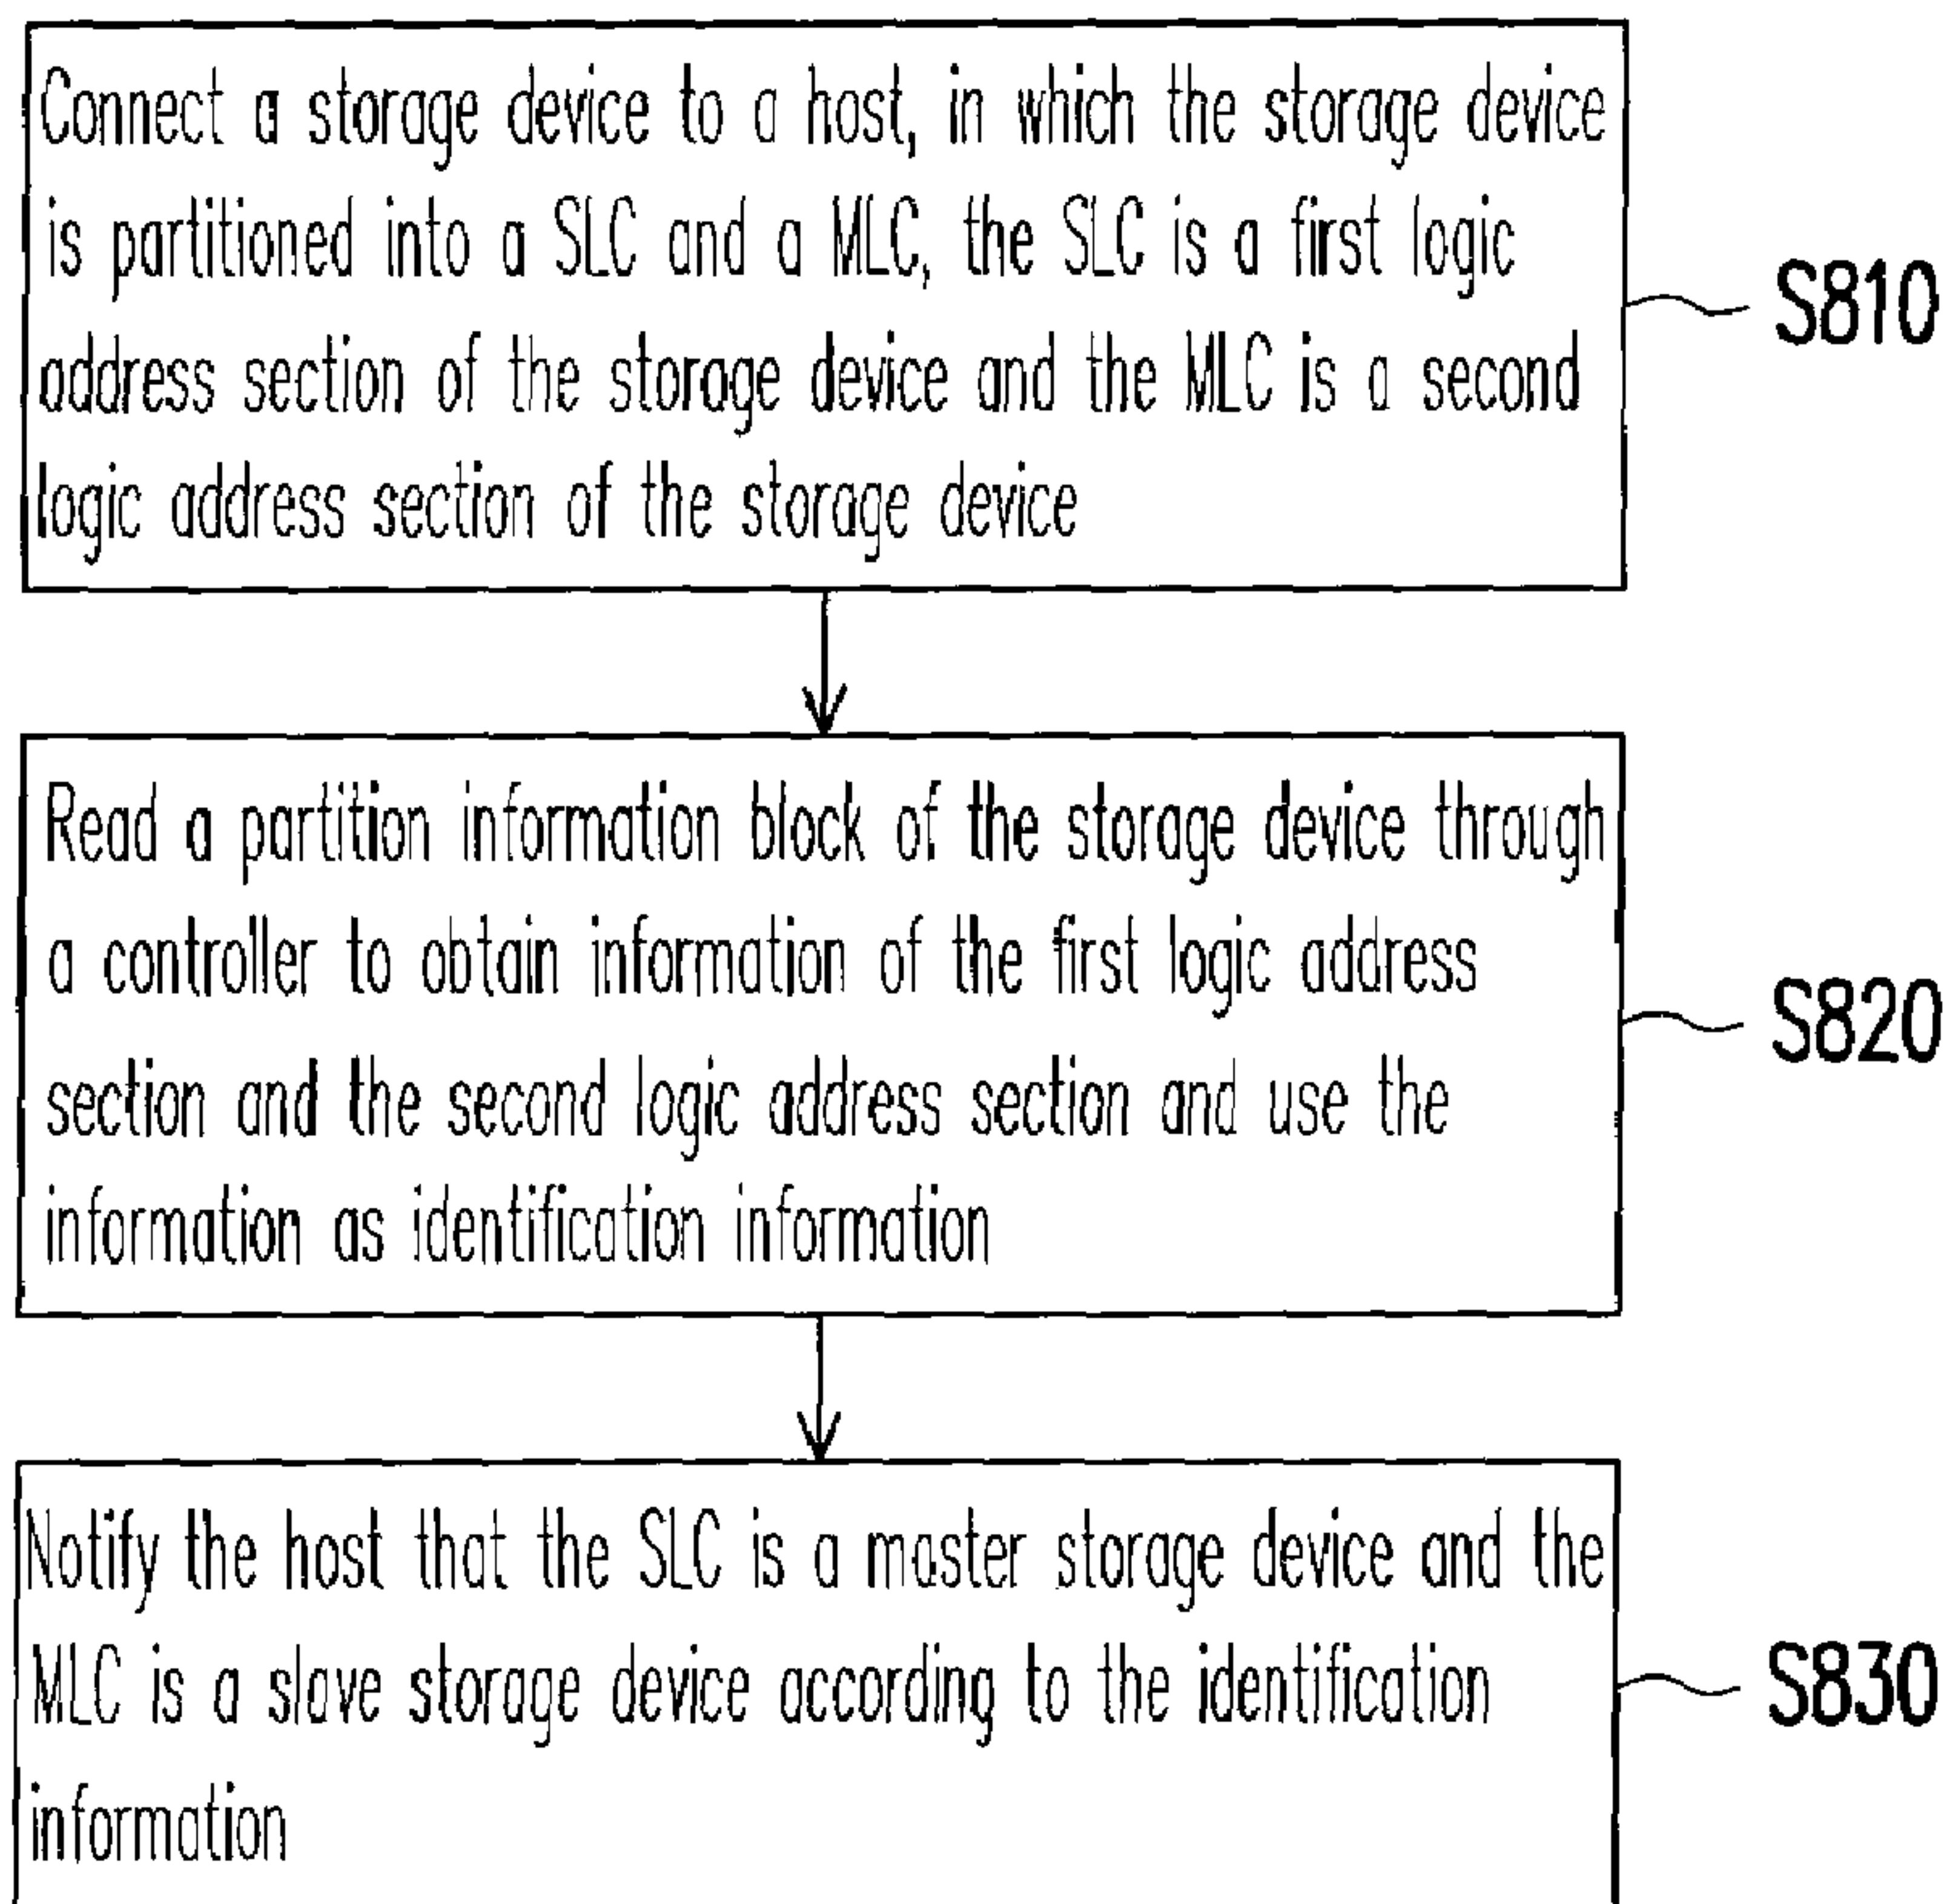 Connect a storage device to a host, in which the storage device
is partitioned into a SLC and a MLC, the SLC is a first logic
address section of the storage device and the MLC is a second
logic address section of the storage device
S810
Read a partition information block of the storage device through
a controller to obtain information of the first logic address
section and the second logic address section and use the
information as identification information
S820
Notify the host that the SLC is a master storage device and the
MLC is a slave storage device according to the identification
information
S830